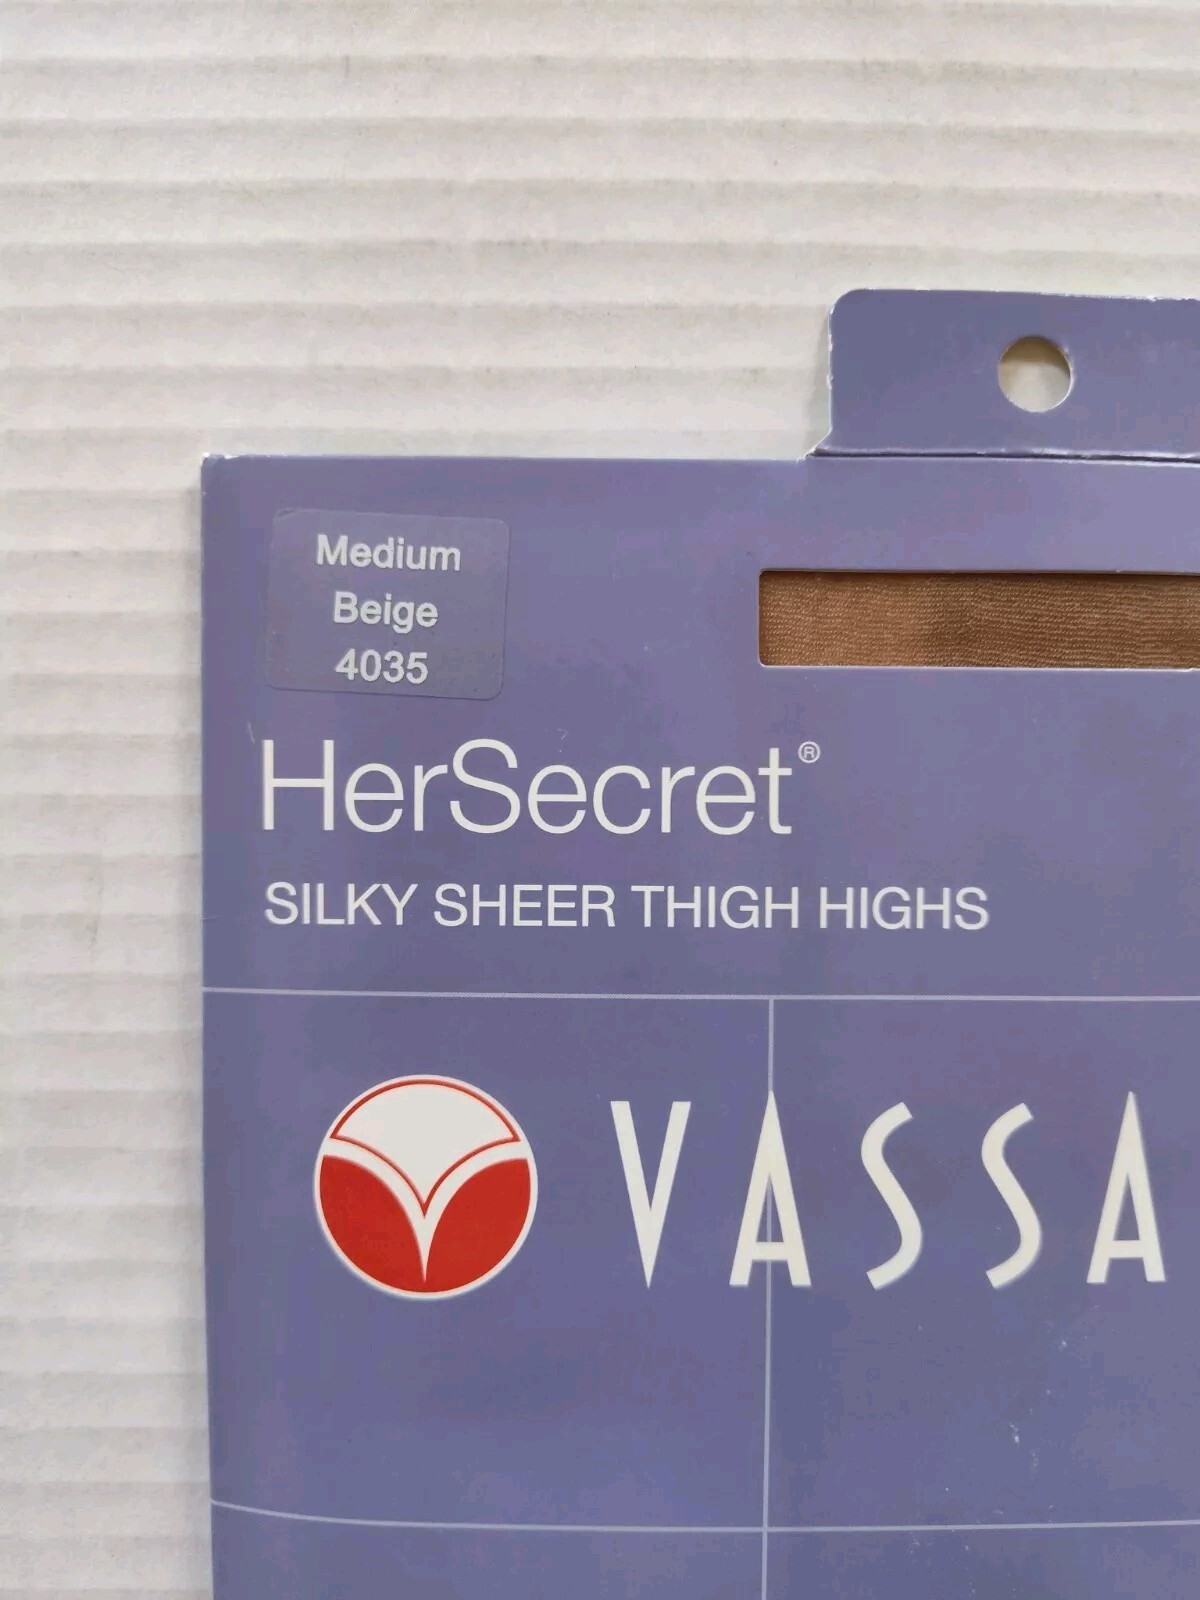 Medium
Beige
4035
HerSecret®
SILKY SHEER THIGH HIGHS
VASSA